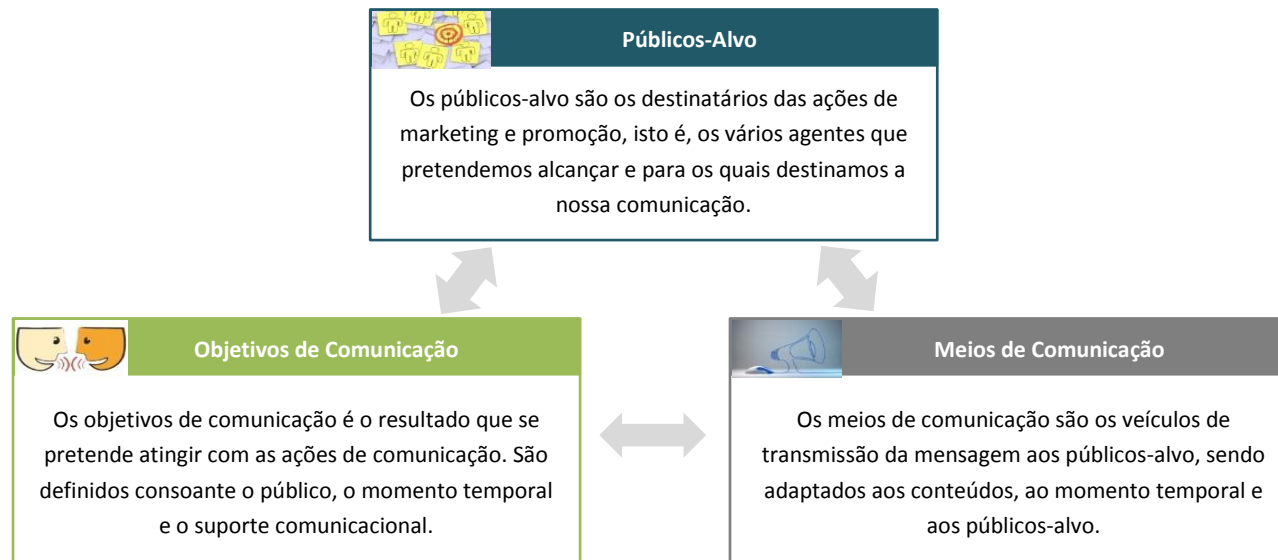 Públicos-Alvo
Os públicos-alvo são os destinatários das ações de
marketing e promoção, isto é, os vários agentes que
pretendemos alcançar e para os quais destinamos a
nossa comunicação.
Objetivos de Comunicação
Os objetivos de comunicação é o resultado que se
pretende atingir com as ações de comunicação. São
definidos consoante o público, o momento temporal
e o suporte comunicacional.
Meios de Comunicação
Os meios de comunicação são os veículos de
transmissão da mensagem aos públicos-alvo, sendo
adaptados aos conteúdos, ao momento temporal e
aos públicos-alvo.